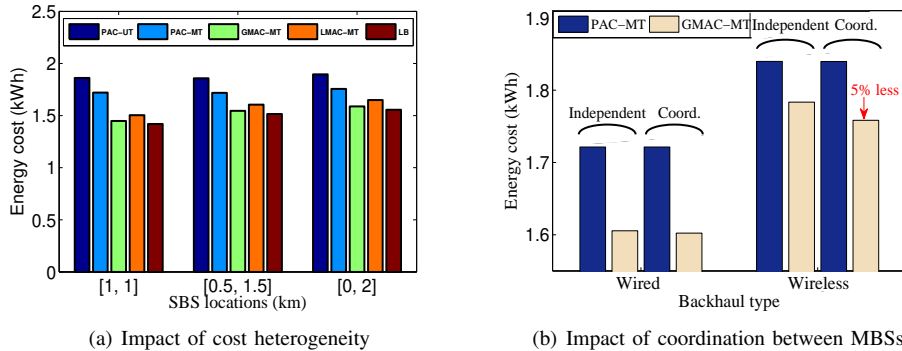 2.5
PAC-UT PAC-MT GMAC-MT LMAC-MT LB
2
1.5
1
0.5
0
Energy cost (kWh)
[1, 1] [0.5, 1.5] [0, 2]
SBS locations (km)
(a) Impact of cost heterogeneity
1.9
PAC-MT GMAC-MT
Independent Coord.
1.8
5% less
Independent Coord.
1.7
1.6
Energy cost (kWh)
Wired Wireless
Backhaul type
(b) Impact of coordination between MBSs